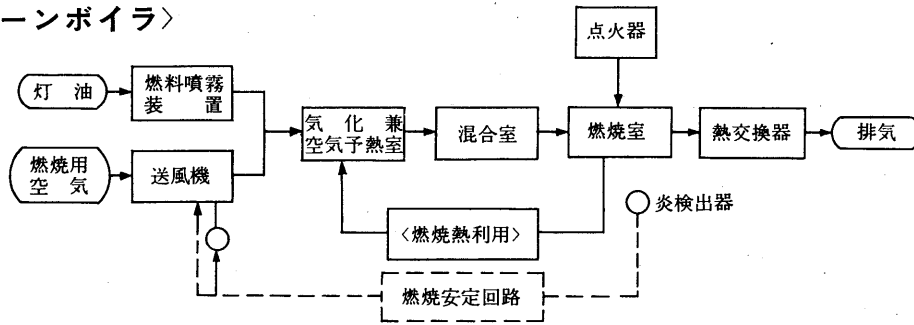 ーンボイラ〉
点火器
灯油
燃料噴霧
装置
気化兼
空気予熱室
混合室
燃焼室
熱交換器
排気
燃焼用
空気
送風機
〈燃焼熱利用〉
炎検出器
燃焼安定回路